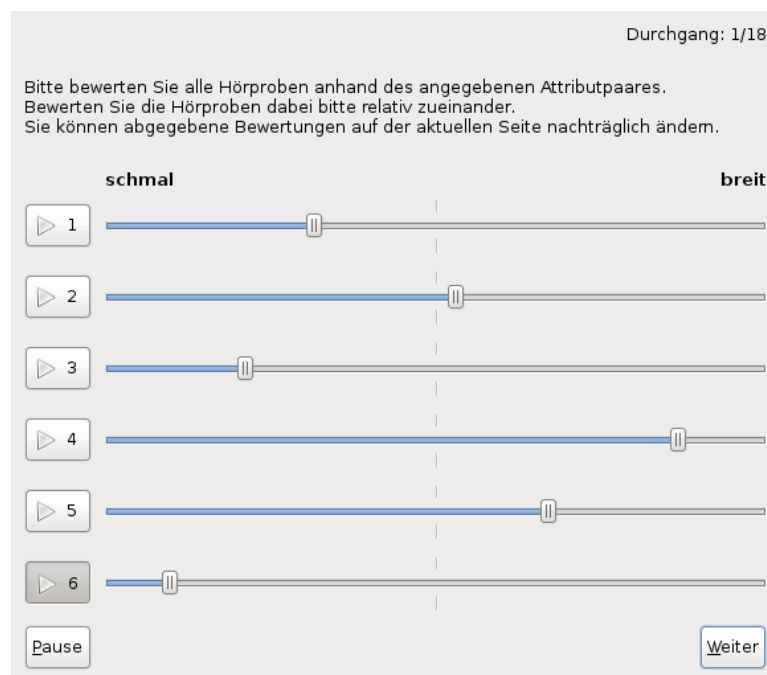 Durchgang: 1/18
Bitte bewerten Sie alle Hörproben anhand des angegebenen Attributpaares.
Bewerten Sie die Hörproben dabei bitte relativ zueinander.
Sie können abgegebene Bewertungen auf der aktuellen Seite nachträglich ändern.
schmal breit
1
2
3
4
5
6
Pause Weiter